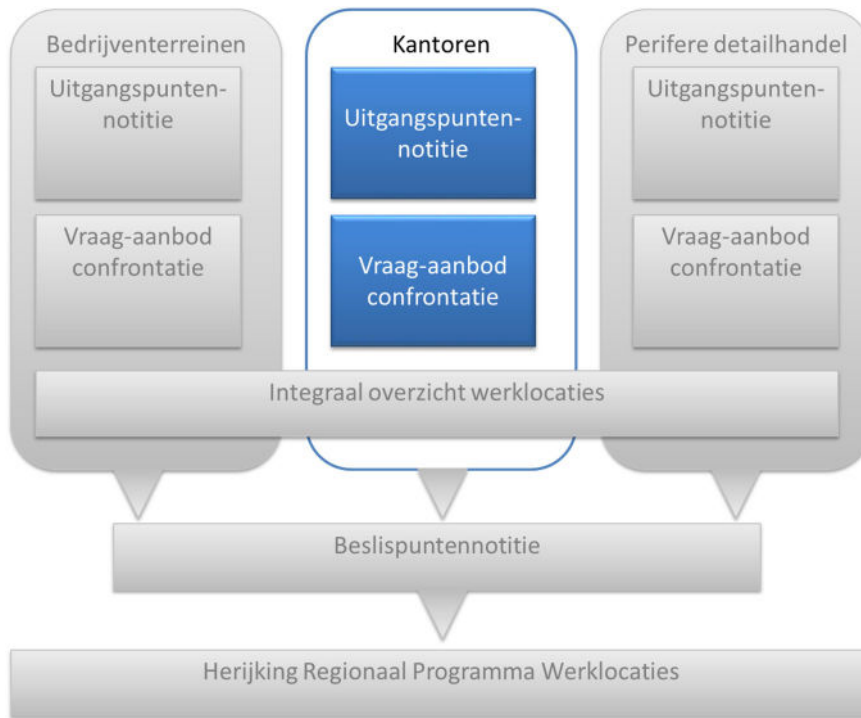 Bedrijventerreinen
Uitgangspunten-
notitie
Vraag-aanbod
confrontatie
Kantoren
Uitgangspunten-
notitie
Vraag-aanbod
confrontatie
Perifere detailhandel
Uitgangspunten-
notitie
Vraag-aanbod
confrontatie
Integraal overzicht werklocaties
Beslispuntennotitie
Herijking Regionaal Programma Werklocaties